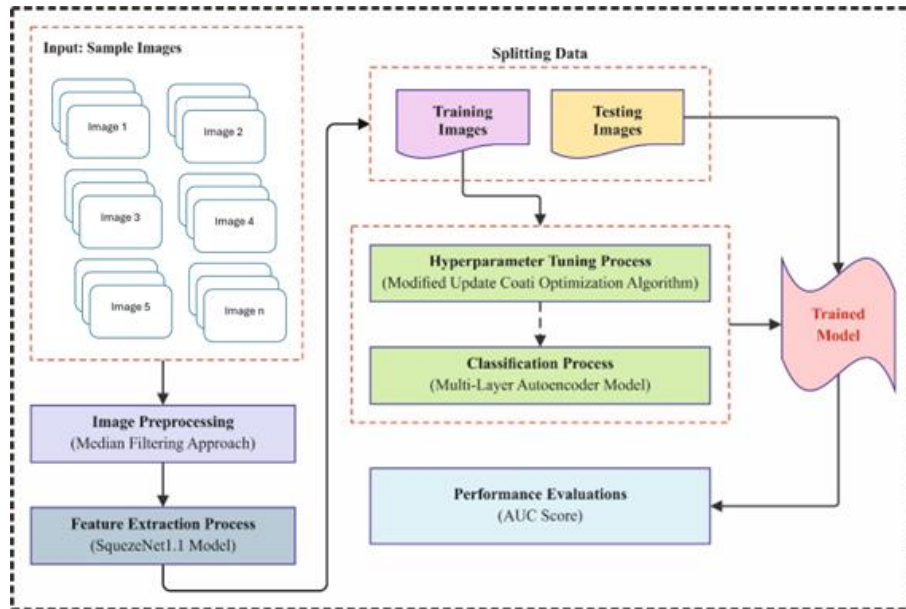 Input: Sample Images
Image 1
Image 2
Image 3
Image 4
Image 5
Image n
Image Preprocessing
(Median Filtering Approach)
Feature Extraction Process
(SquezeNet1.1 Model)
Splitting Data
Training
Images
Testing
Images
Hyperparameter Tuning Process
(Modified Update Coati Optimization Algorithm)
Classification Process
(Multi-Layer Autoencoder Model)
Trained
Model
Performance Evaluations
(AUC Score)